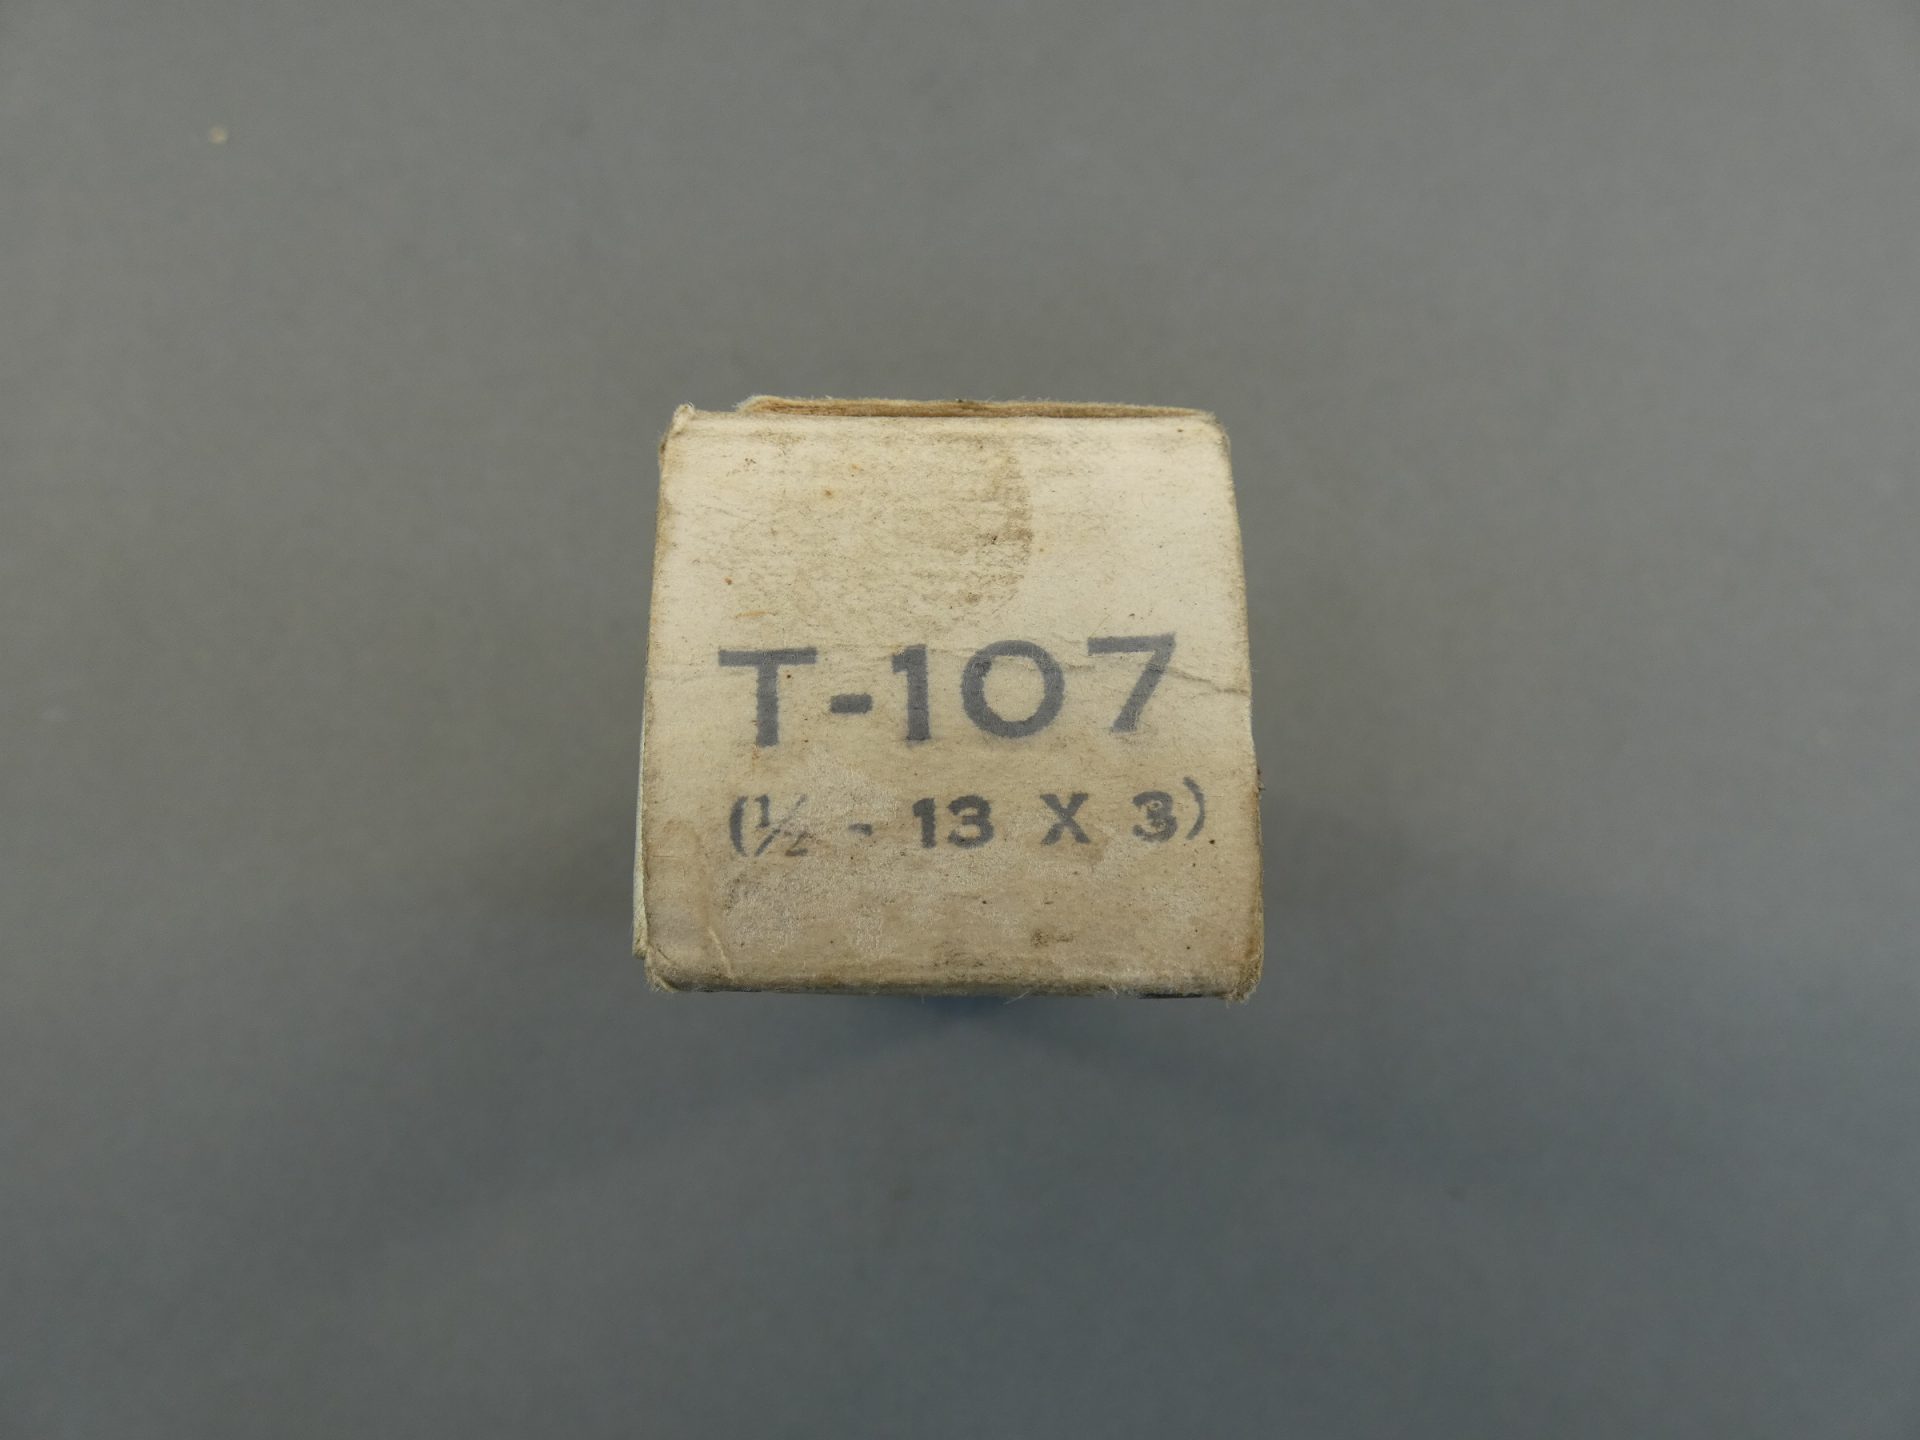 T-107
(½ - 13 X 3)